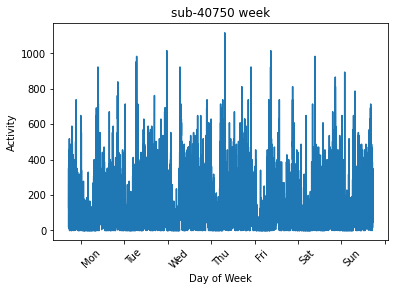 sub-40750 week
Activity
1000
800
600
400
200
0
Mon
Tue
Wed
Thu
Fri
Sat
Sun
Day of Week